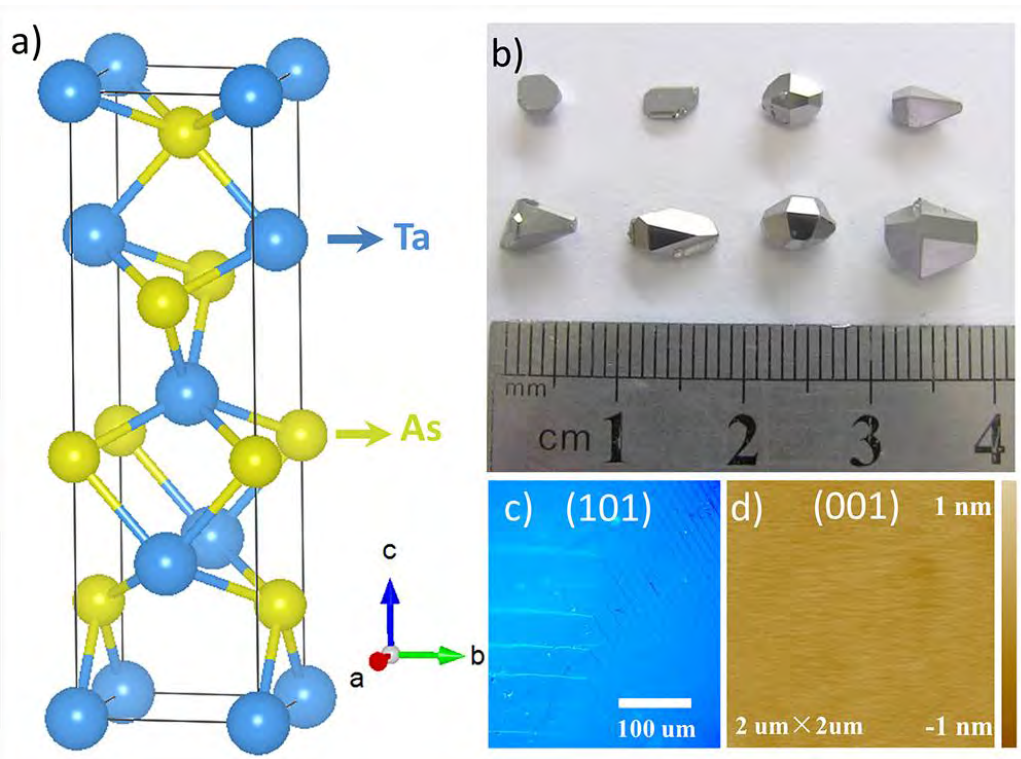 a)
Ta
As
c
b
a
b)
mm
cm 1 2 3 4
c) (101)
100 um
d) (001)
1 nm
2 um×2um
-1 nm